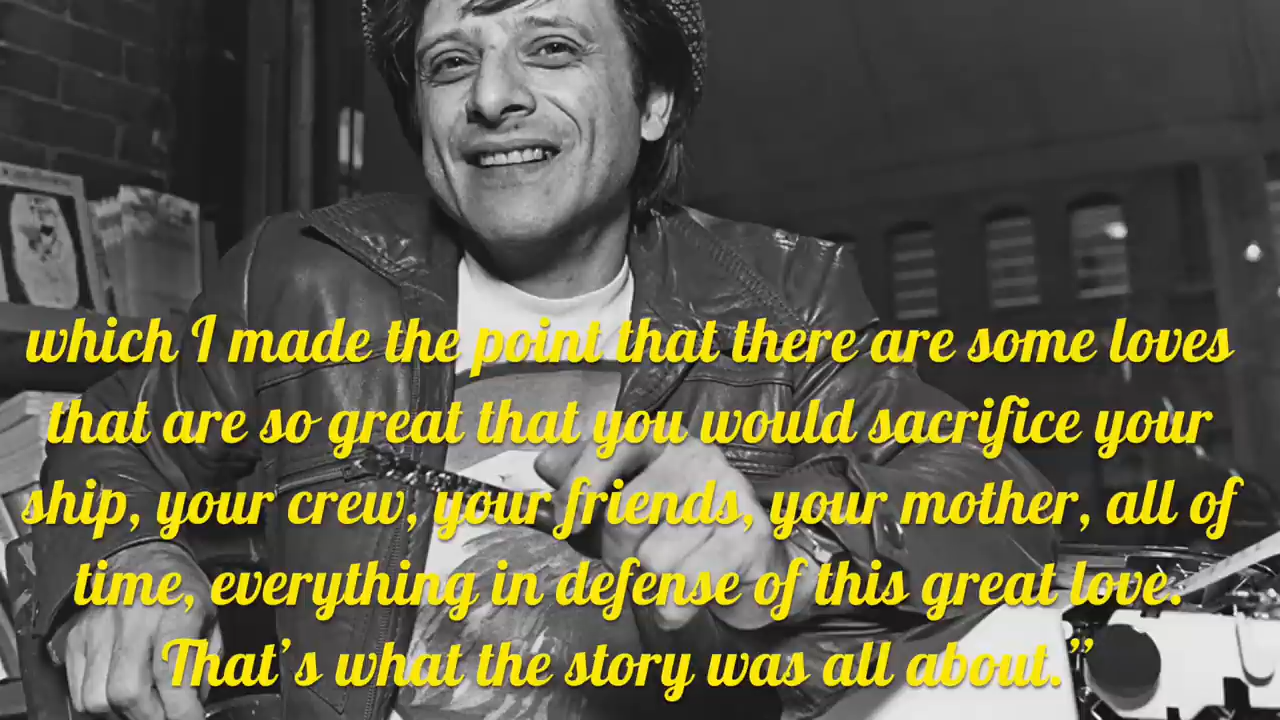 which I made the point that there are some loves
that are so great that you would sacrifice your
ship, your crew, your friends, your mother, all of
time, everything in defense of this great love.
That’s what the story was all about.”